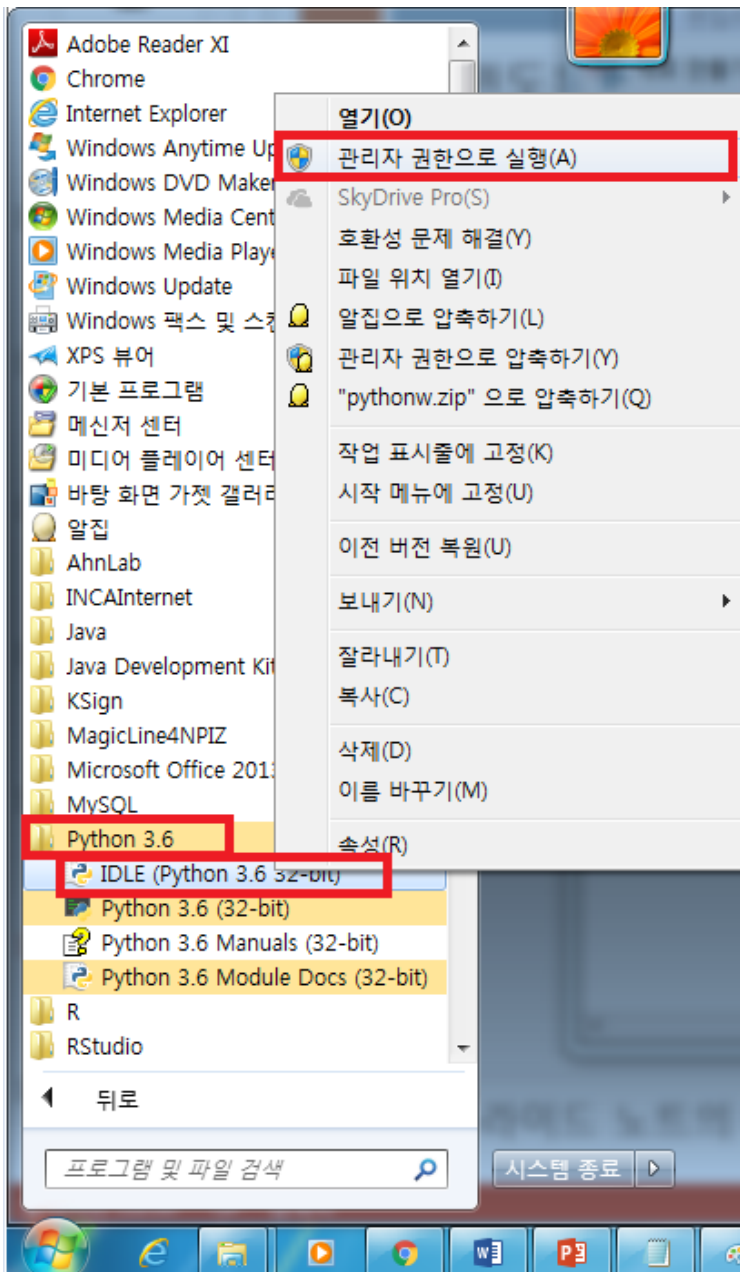 Adobe Reader XI
Chrome
Internet Explorer
Windows Anytime Up
Windows DVD Maker
Windows Media Cent
Windows Media Playe
Windows Update
Windows 팩스 및 스캔
XPS 뷰어
기본 프로그램
메신저 센터
미디어 플레이어 센터
바탕 화면 가젯 갤러리
알집
AhnLab
INCAInternet
Java
Java Development Kit
KSign
MagicLine4NPIZ
Microsoft Office 2013
MySQL
Python 3.6
IDLE (Python 3.6 32-bit)
Python 3.6 (32-bit)
Python 3.6 Manuals (32-bit)
Python 3.6 Module Docs (32-bit)
R
RStudio
뒤로
프로그램 및 파일 검색
시스템 종료
열기(O)
관리자 권한으로 실행(A)
SkyDrive Pro(S)
호환성 문제 해결(Y)
파일 위치 열기(I)
알집으로 압축하기(L)
관리자 권한으로 압축하기(Y)
"pythonw.zip" 으로 압축하기(Q)
작업 표시줄에 고정(K)
시작 메뉴에 고정(U)
이전 버전 복원(U)
보내기(N)
잘라내기(T)
복사(C)
삭제(D)
이름 바꾸기(M)
속성(R)